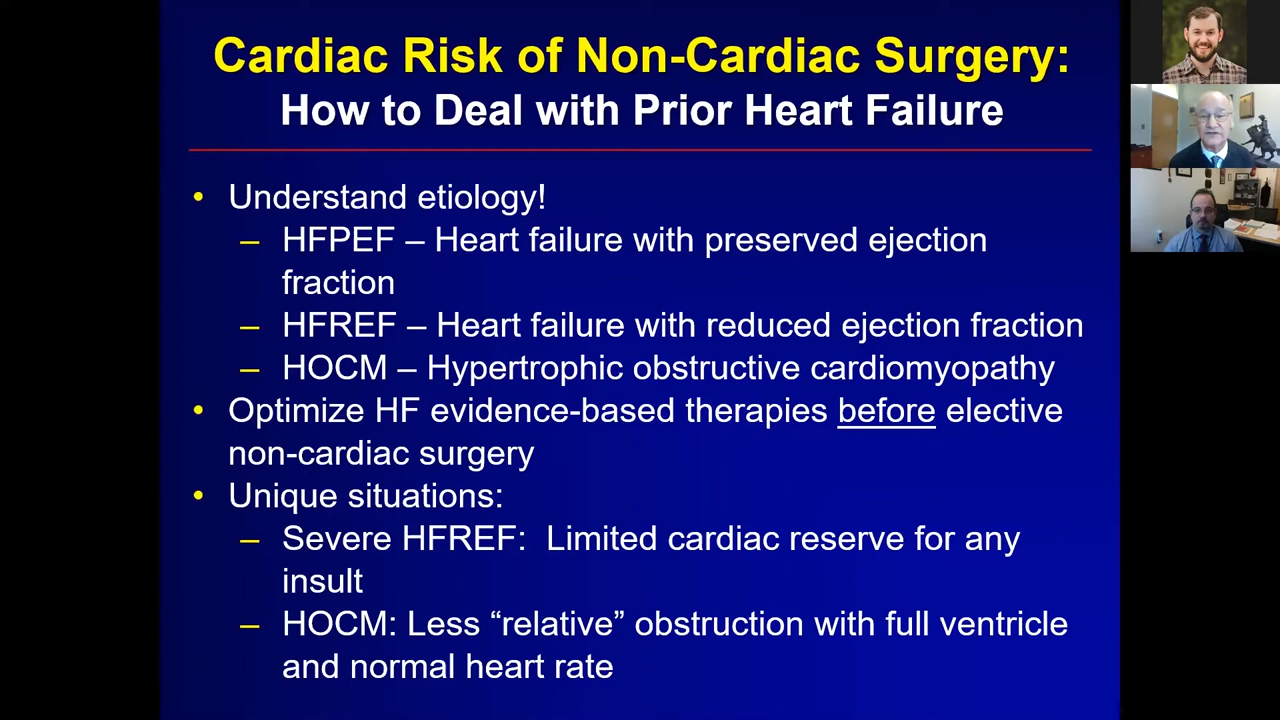 Cardiac Risk of Non-Cardiac Surgery:
How to Deal with Prior Heart Failure
• Understand etiology!
– HFPEF – Heart failure with preserved ejection
fraction
– HFREF – Heart failure with reduced ejection fraction
– HOCM – Hypertrophic obstructive cardiomyopathy
• Optimize HF evidence-based therapies before elective
non-cardiac surgery
• Unique situations:
– Severe HFREF:  Limited cardiac reserve for any
insult
– HOCM: Less “relative” obstruction with full ventricle
and normal heart rate